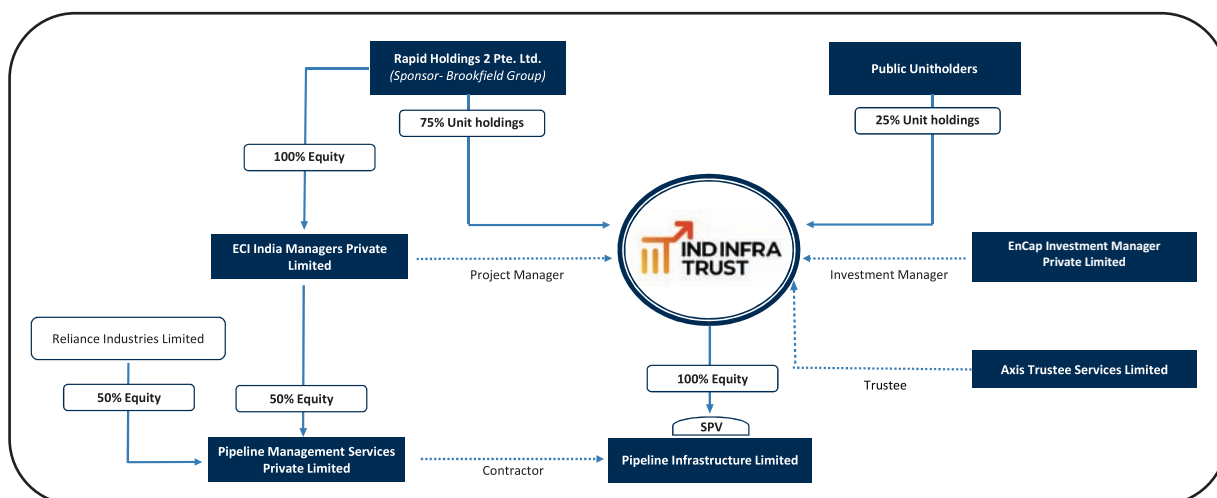 Rapid Holdings 2 Pte. Ltd.
(Sponsor- Brookfield Group)
Public Unitholders
75% Unit holdings
25% Unit holdings
100% Equity
ECI India Managers Private
Limited
Project Manager
INDINFRA
TRUST
Investment Manager
EnCap Investment Manager
Private Limited
Reliance Industries Limited
50% Equity
50% Equity
100% Equity
Trustee
Axis Trustee Services Limited
SPV
Pipeline Management Services
Private Limited
Contractor
Pipeline Infrastructure Limited